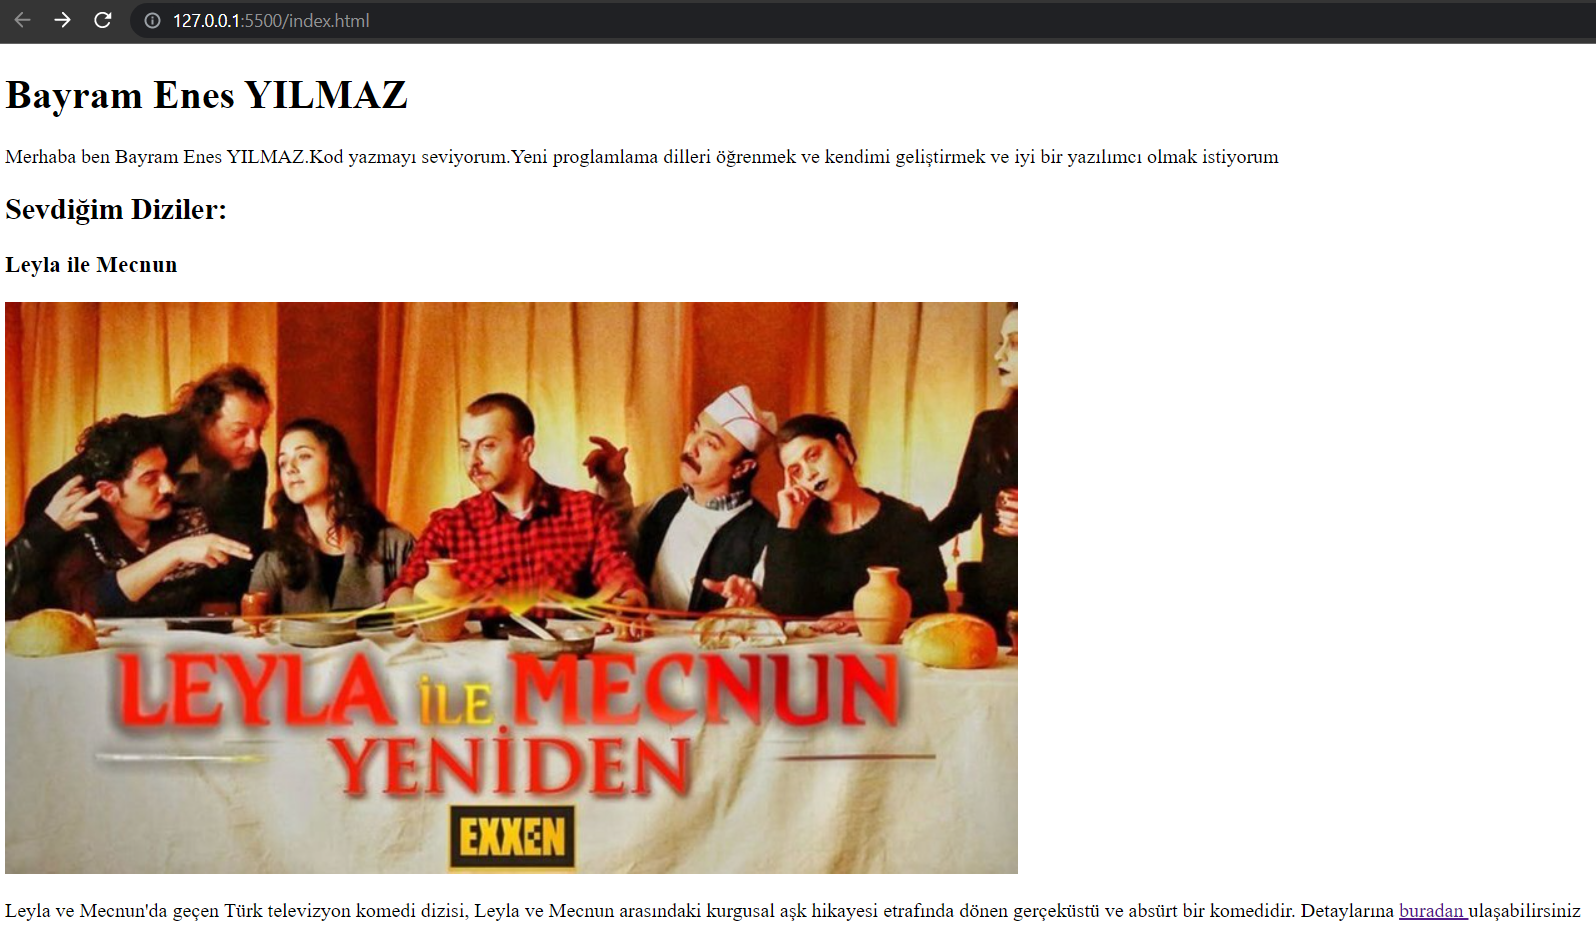 127.0.0.1:5500/index.html
Bayram Enes YILMAZ
Merhaba ben Bayram Enes YILMAZ.Kod yazmayı seviyorum.Yeni proglamlama dilleri öğrenmek ve kendimi geliştirmek ve iyi bir yazılımcı olmak istiyorum
Sevdiğim Diziler:
Leyla ile Mecnun
LEYLA İLE MECNUN
YENİDEN
EXXEN
Leyla ve Mecnun'da geçen Türk televizyon komedi dizisi, Leyla ve Mecnun arasındaki kurgusal aşk hikayesi etrafında dönen gerçeküstü ve absürt bir komedidir. Detaylarına buradan ulaşabilirsiniz